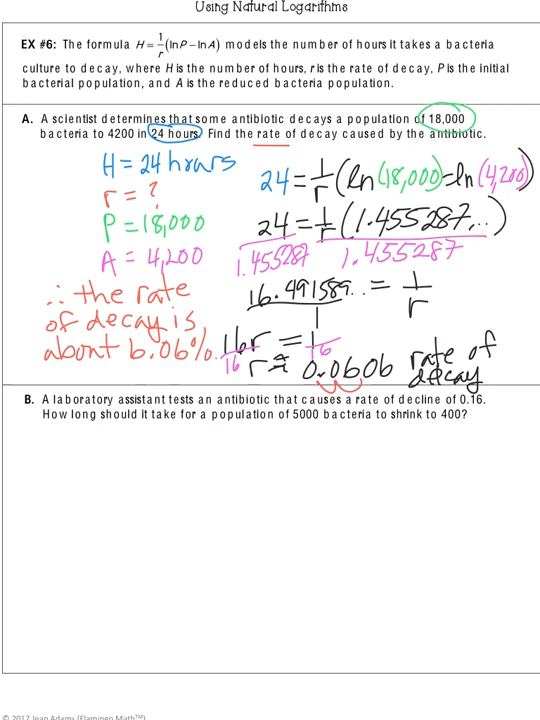 Using Natural Logarithms
EX #6: The formula H = 1/r (ln P − ln A) models the number of hours it takes a bacteria
culture to decay, where H is the number of hours, r is the rate of decay, P is the initial
bacterial population, and A is the reduced bacteria population.
A. A scientist determines that some antibiotic decays a population of 18,000
bacteria to 4200 in 24 hours. Find the rate of decay caused by the antibiotic.
H = 24 hours
r = ?
P = 18,000
A = 4,200
24 = 1/r (ln(18,000) − ln(4,200))
24 = 1/r (1.455287...)
1.455287 1.455287
16.491589.. = 1/r
1
16r = 1
16 16
r ≈ 0.0606 rate of
decay
∴ the rate
of decay is
about 6.06%.
B. A laboratory assistant tests an antibiotic that causes a rate of decline of 0.16.
How long should it take for a population of 5000 bacteria to shrink to 400?
© 2017 Jean Adams (Flamingo Math™)